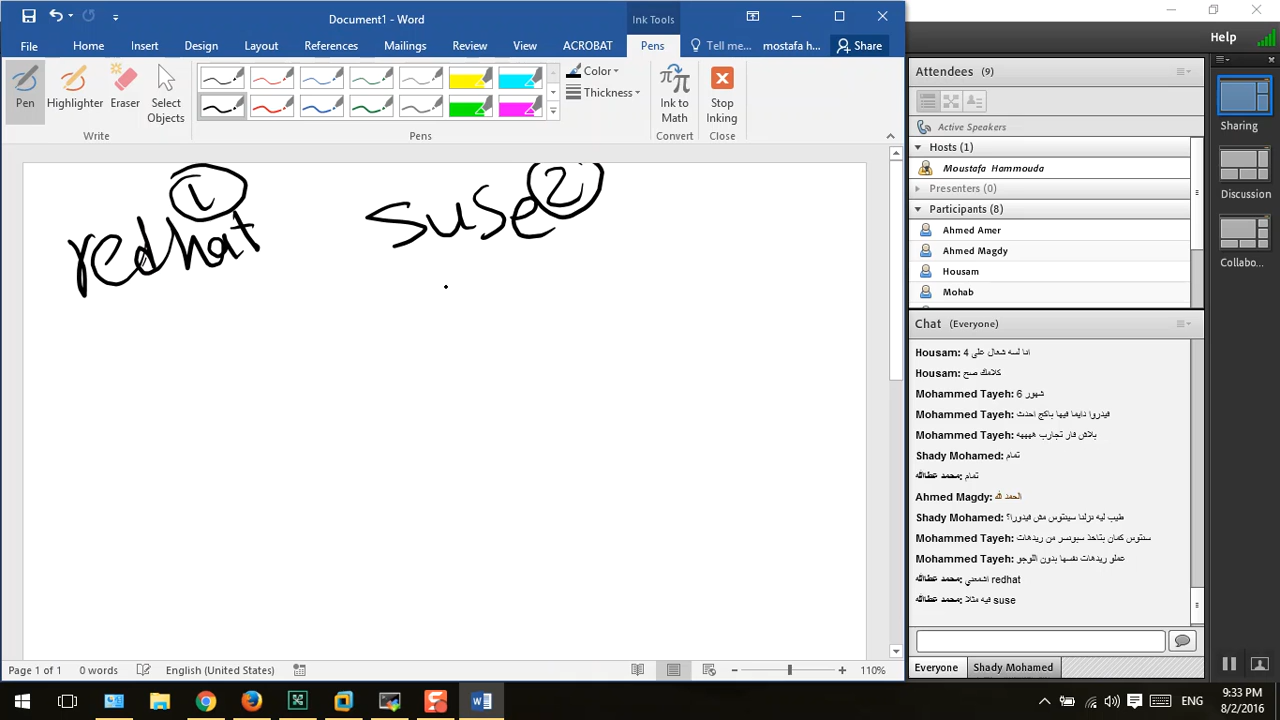 Document1 - Word
Ink Tools
File
Home
Insert
Design
Layout
References
Mailings
Review
View
ACROBAT
Pens
Tell me...
mostafa h...
Share
Pen
Highlighter
Eraser
Select
Objects
Color
Thickness
Ink to
Math
Stop
Inking
Write
Pens
Convert
Close
1
redhat
2
suse
Page 1 of 1
0 words
English (United States)
110%
Help
Attendees (9)
Active Speakers
Hosts (1)
Moustafa Hammouda
Presenters (0)
Participants (8)
Ahmed Amer
Ahmed Magdy
Housam
Mohab
Chat (Everyone)
Housam: انا لسه شغال على 4
Housam: كلامك صح
Mohammed Tayeh: 6 شهور
Mohammed Tayeh: فيدروا دايما فيها باكج احدث
Mohammed Tayeh: بلاش فار تجارب ههههه
Shady Mohamed: تمام
محمد عطاالله: تمام
Ahmed Magdy: الحمد لله
Shady Mohamed: طيب ليه نزلنا سينتوس مش فيدورا؟
Mohammed Tayeh: سنتوس كمان بتاخذ سبونسر من ريدهات
Mohammed Tayeh: عملو ريدهات نفسها بدون اللوجو
محمد عطاالله: اشمعني redhat
محمد عطاالله: فيه مثلا suse
Everyone
Shady Mohamed
Sharing
Discussion
Collabo...
ENG
9:33 PM
8/2/2016